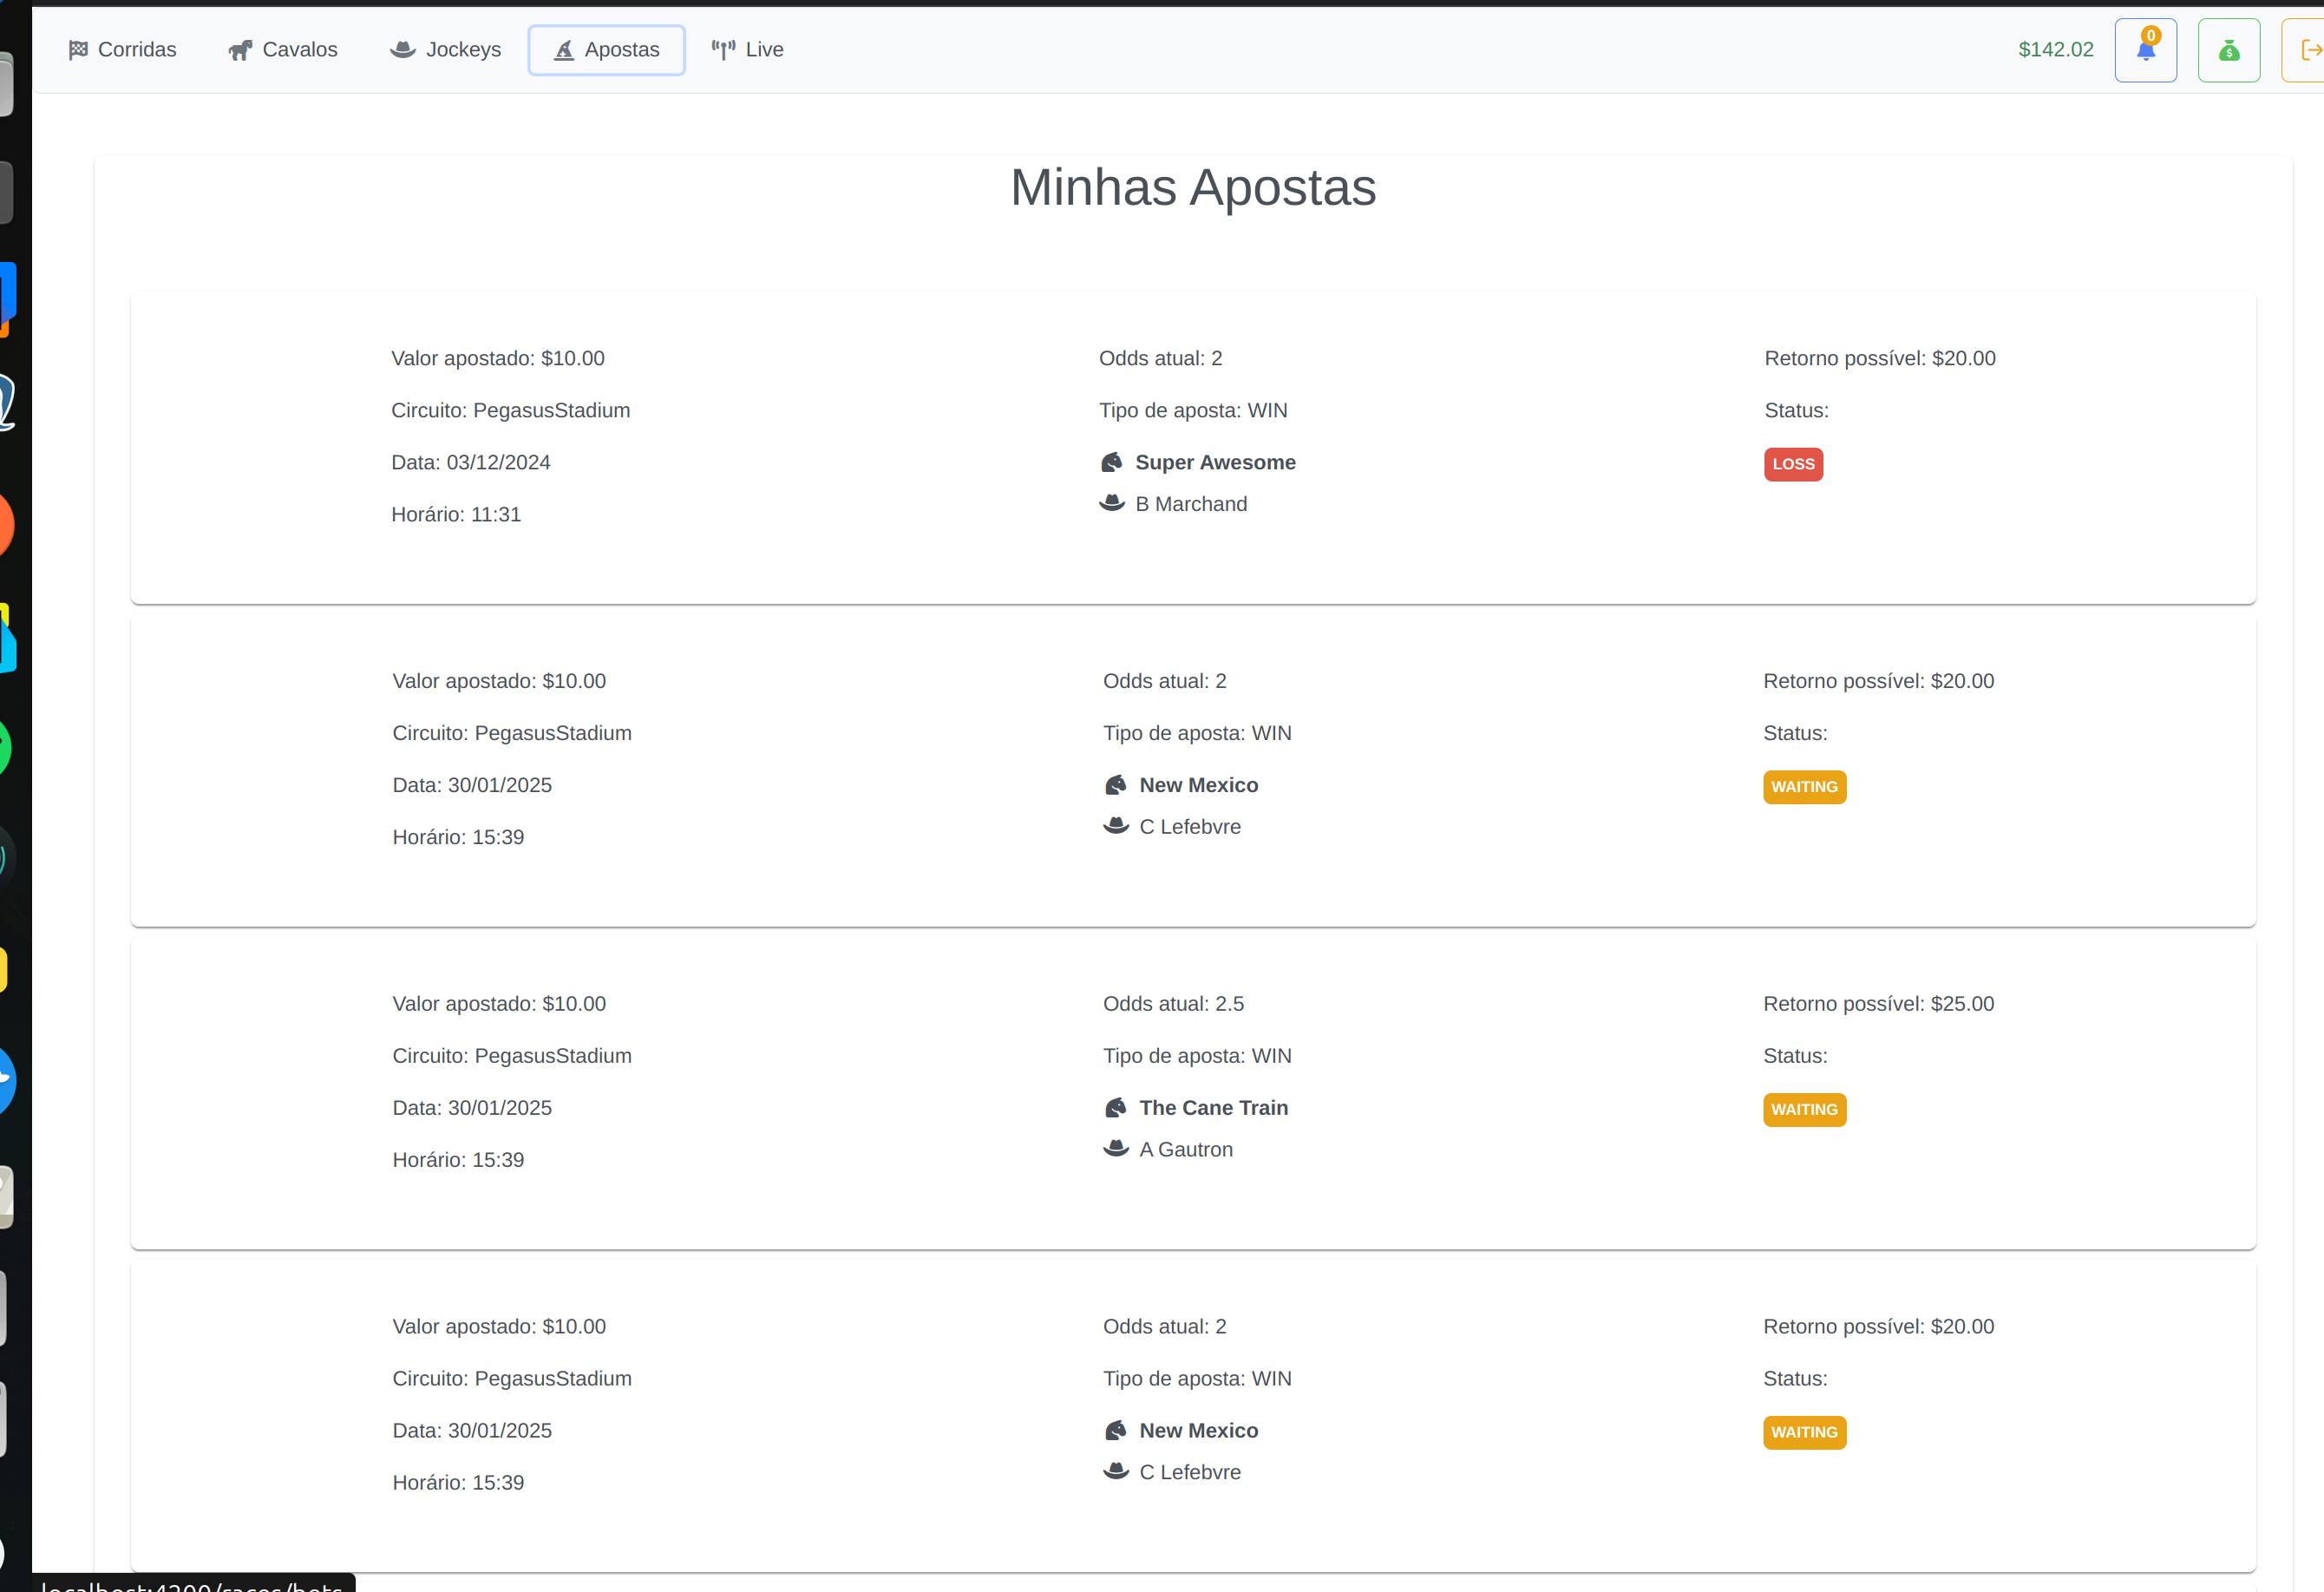 Corridas Cavalos Jockeys Apostas Live $142.02 0
Minhas Apostas
Valor apostado: $10.00 Odds atual: 2 Retorno possível: $20.00
Circuito: PegasusStadium Tipo de aposta: WIN Status:
Data: 03/12/2024 Super Awesome LOSS
B Marchand
Horário: 11:31
Valor apostado: $10.00 Odds atual: 2 Retorno possível: $20.00
Circuito: PegasusStadium Tipo de aposta: WIN Status:
Data: 30/01/2025 New Mexico WAITING
C Lefebvre
Horário: 15:39
Valor apostado: $10.00 Odds atual: 2.5 Retorno possível: $25.00
Circuito: PegasusStadium Tipo de aposta: WIN Status:
Data: 30/01/2025 The Cane Train WAITING
A Gautron
Horário: 15:39
Valor apostado: $10.00 Odds atual: 2 Retorno possível: $20.00
Circuito: PegasusStadium Tipo de aposta: WIN Status:
Data: 30/01/2025 New Mexico WAITING
C Lefebvre
Horário: 15:39